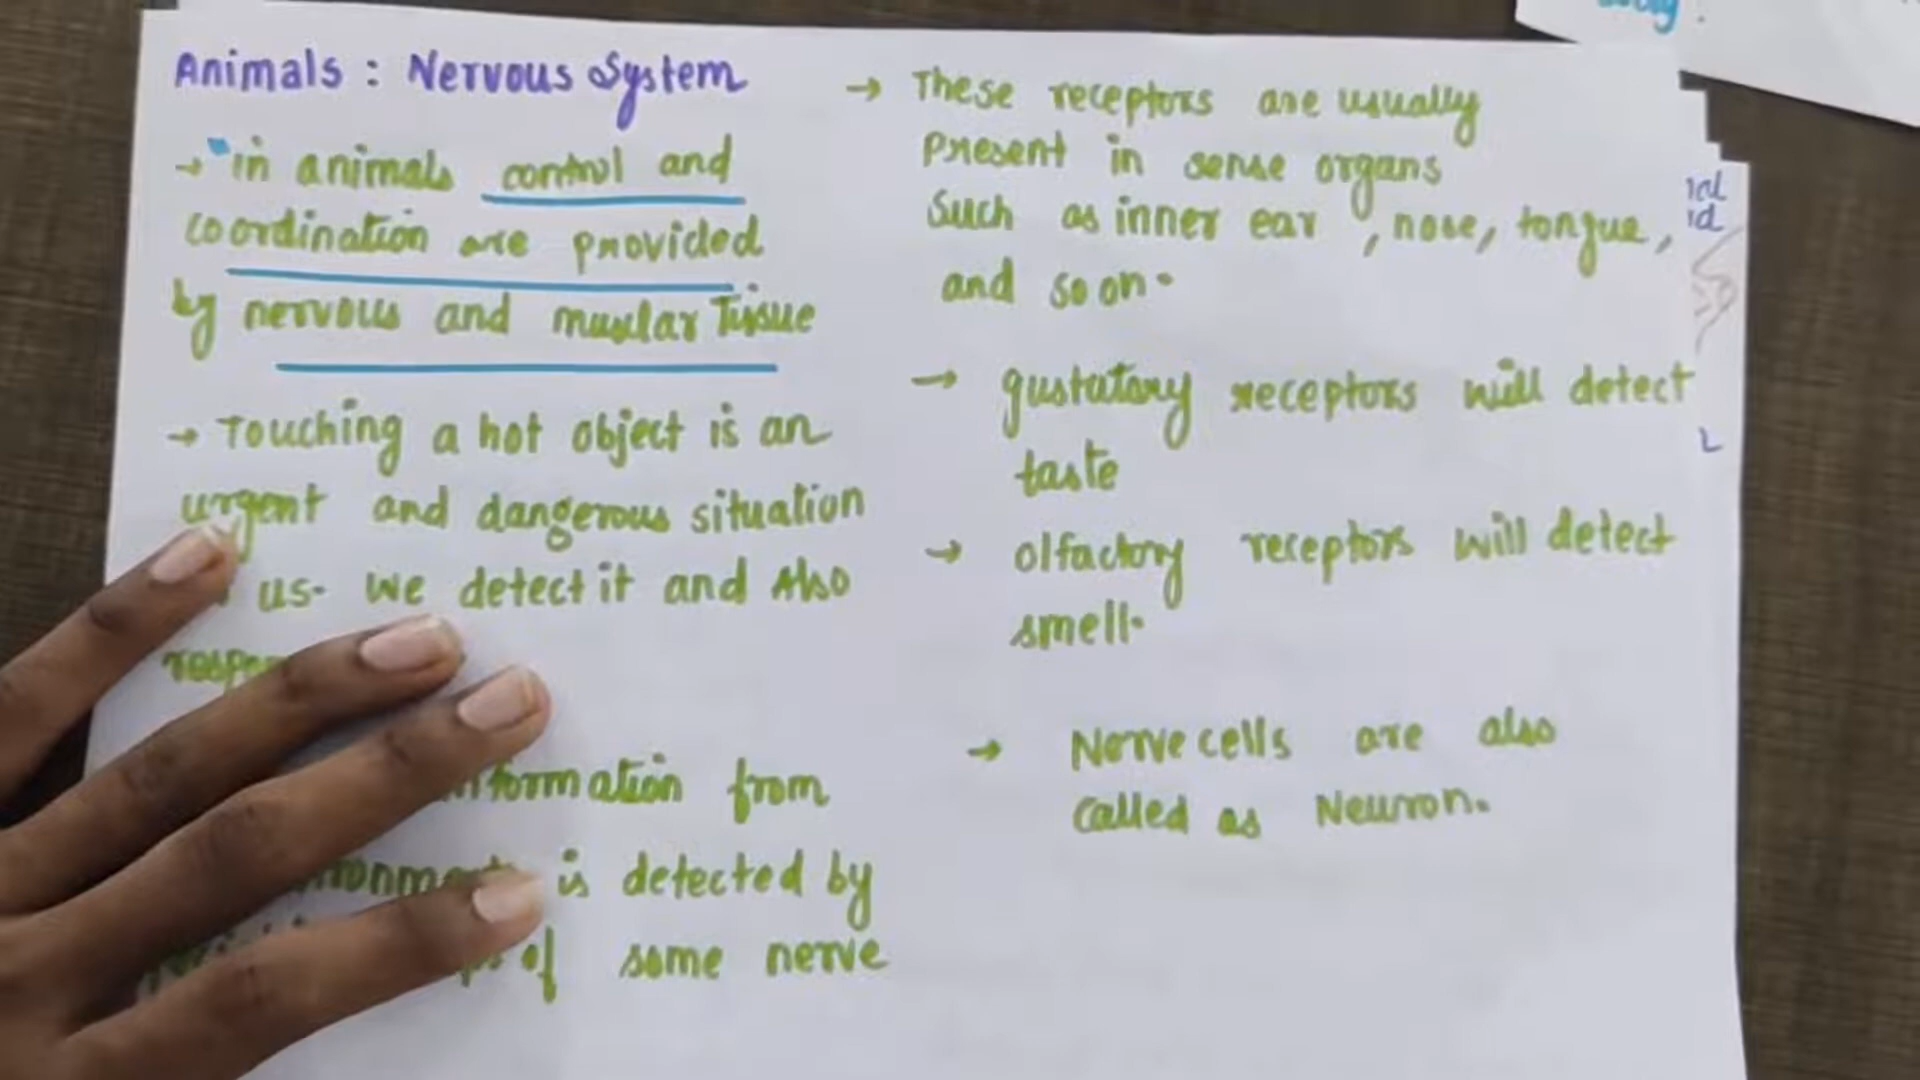 Animals : Nervous System
→ in animals control and
coordination are provided
by nervous and muscular Tissue
→ Touching a hot object is an
urgent and dangerous situation
us. we detect it and Also
from
is detected by
of some nerve
→ These receptors are usually
Present in sense organs
Such as inner ear , nose, tongue,
and so on.
→ gustatory receptors will detect
taste
→ olfactory receptors will detect
smell.
→ Nerve cells are also
called as Neuron.